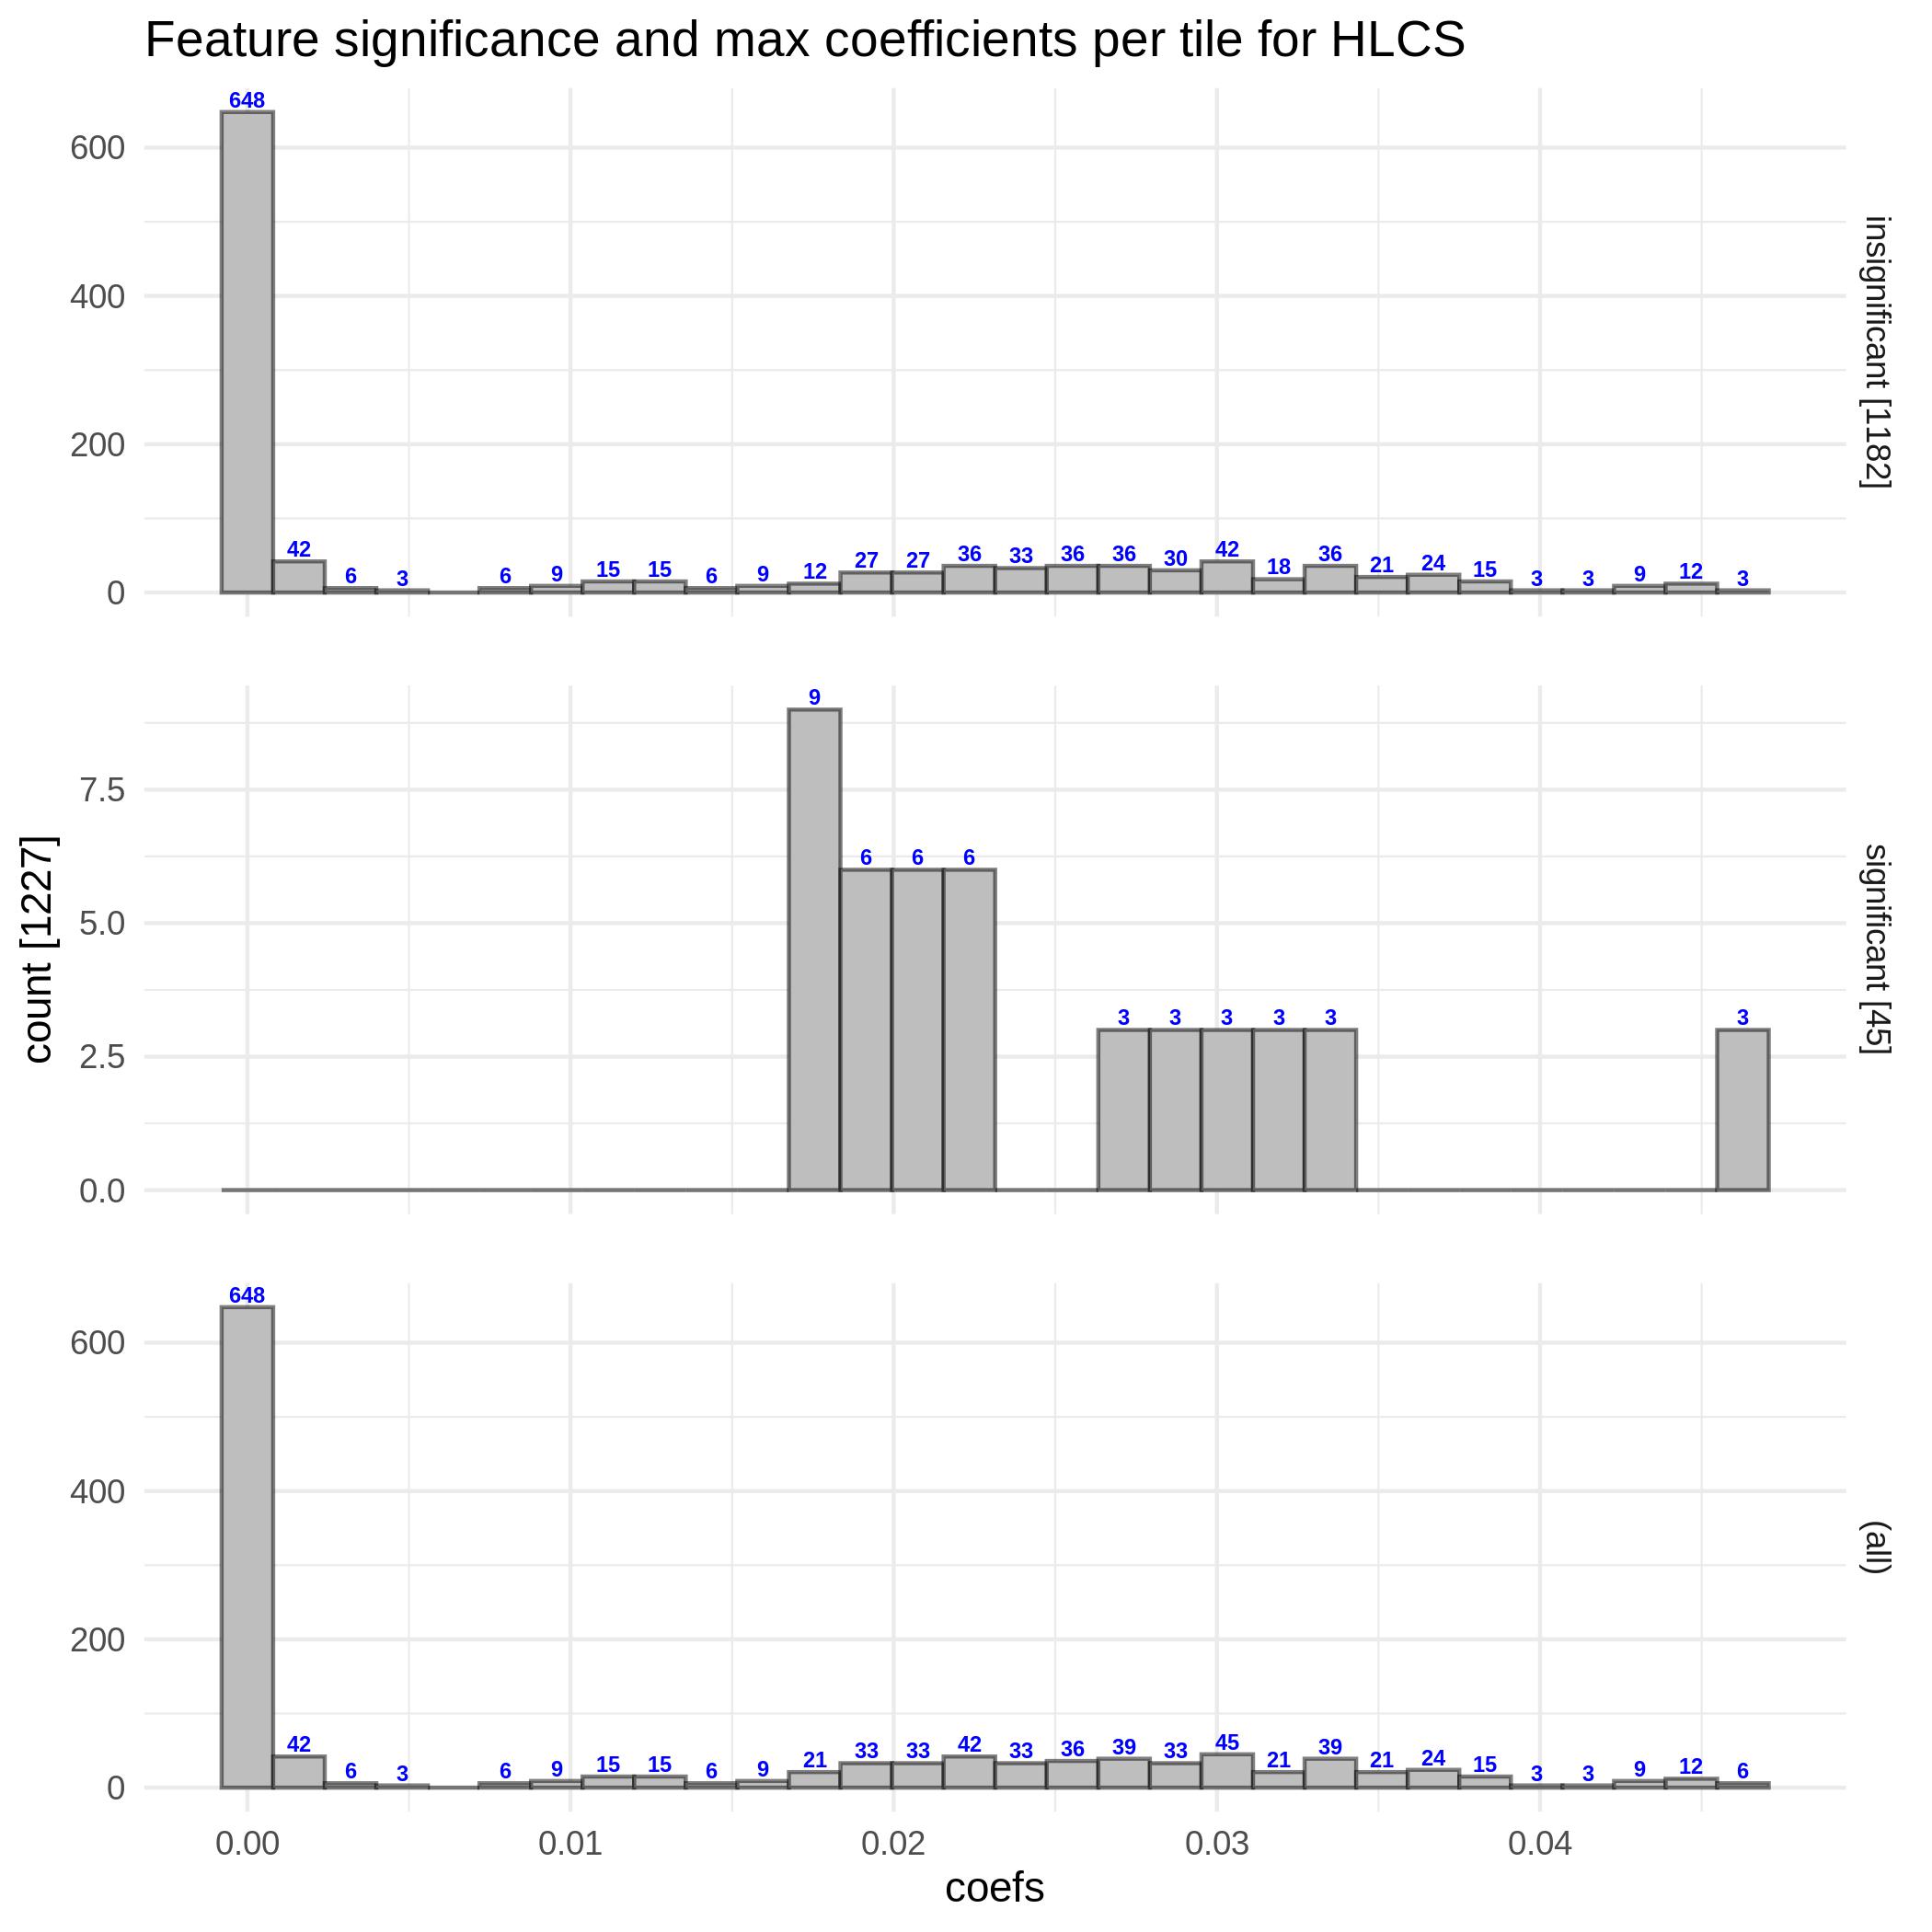 Feature significance and max coefficients per tile for HLCS
648
600
400
200
0
42 6 3 6 9 15 15 6 9 12 27 27 36 33 36 36 30 42 18 36 21 24 15 3 3 9 12 3
insignificant [1182]
count [1227]
9
7.5
6 6 6
5.0
3 3 3 3 3 3
2.5
0.0
significant [45]
648
600
400
200
0
42 6 3 6 9 15 15 6 9 21 33 33 42 33 36 39 33 45 21 39 21 24 15 3 3 9 12 6
(all)
0.00 0.01 0.02 0.03 0.04
coefs